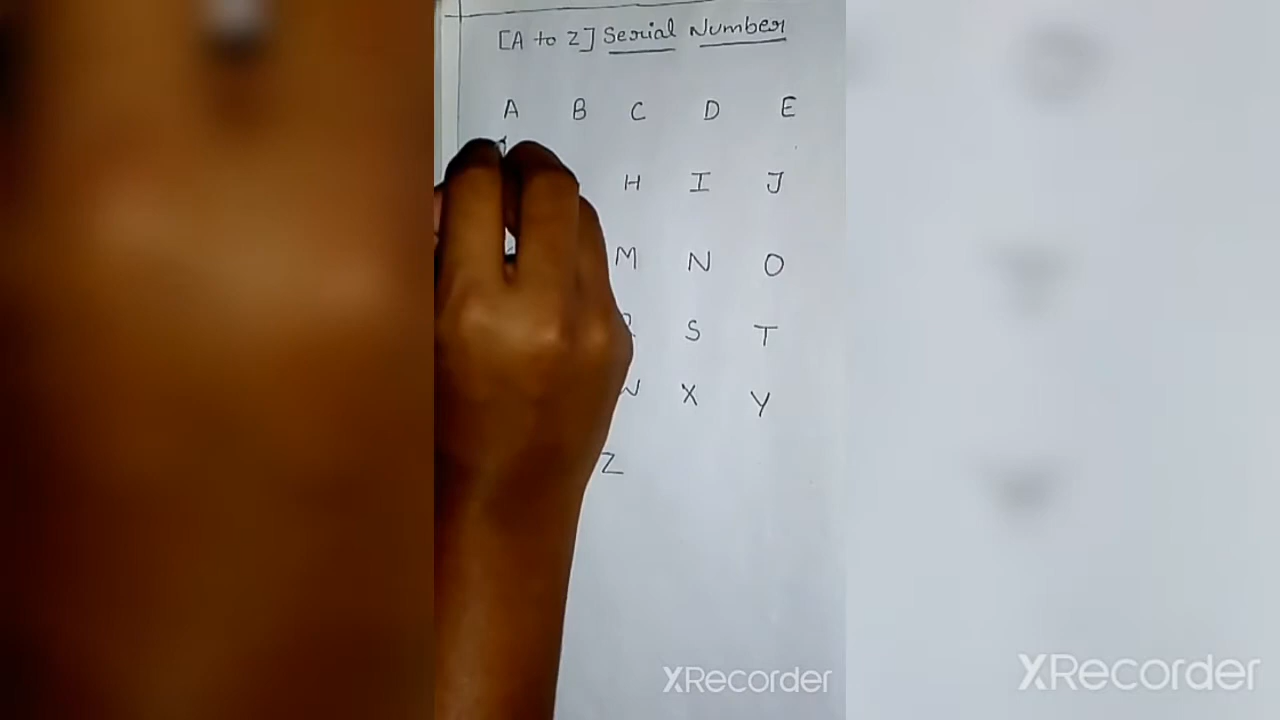 [A to Z] Serial Number
A B C D E
H I J
M N O
S T
X Y
Z
XRecorder
XRecorder